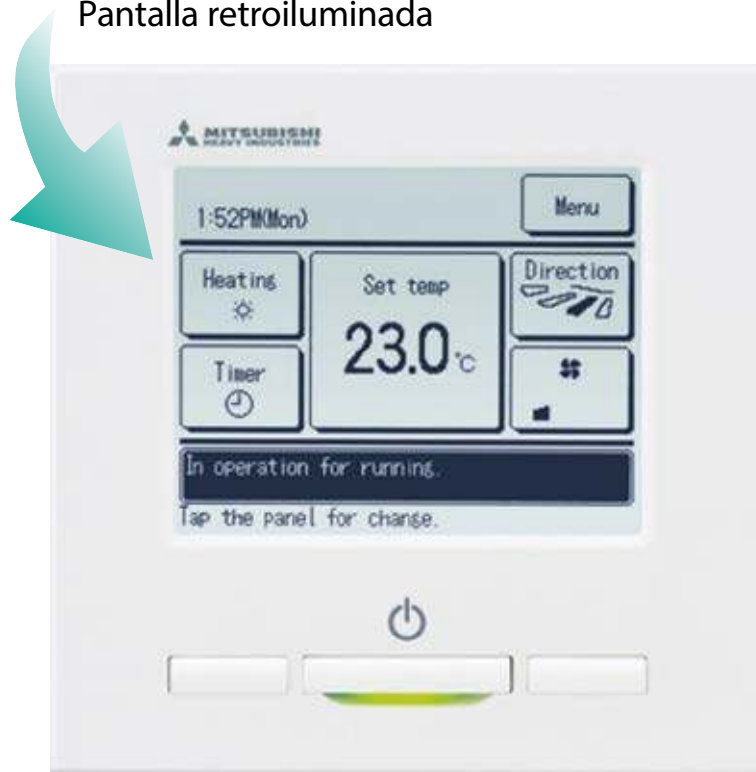 Pantalla retroiluminada
MITSUBISHI
HEAVY INDUSTRIES
1:52PM(Mon)
Menu
Heating
Set temp
Direction
23.0°C
Timer
In operation for running.
Tap the panel for change.